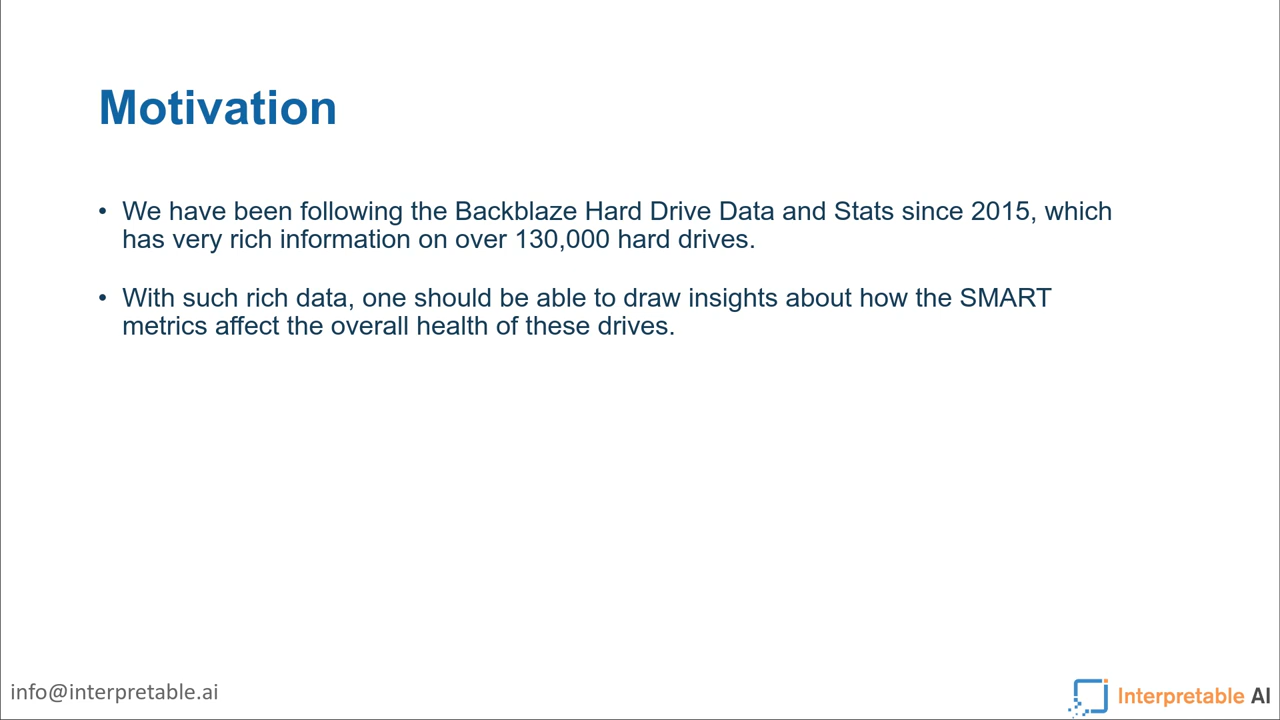 Motivation
• We have been following the Backblaze Hard Drive Data and Stats since 2015, which
has very rich information on over 130,000 hard drives.
• With such rich data, one should be able to draw insights about how the SMART
metrics affect the overall health of these drives.
info@interpretable.ai
Interpretable AI